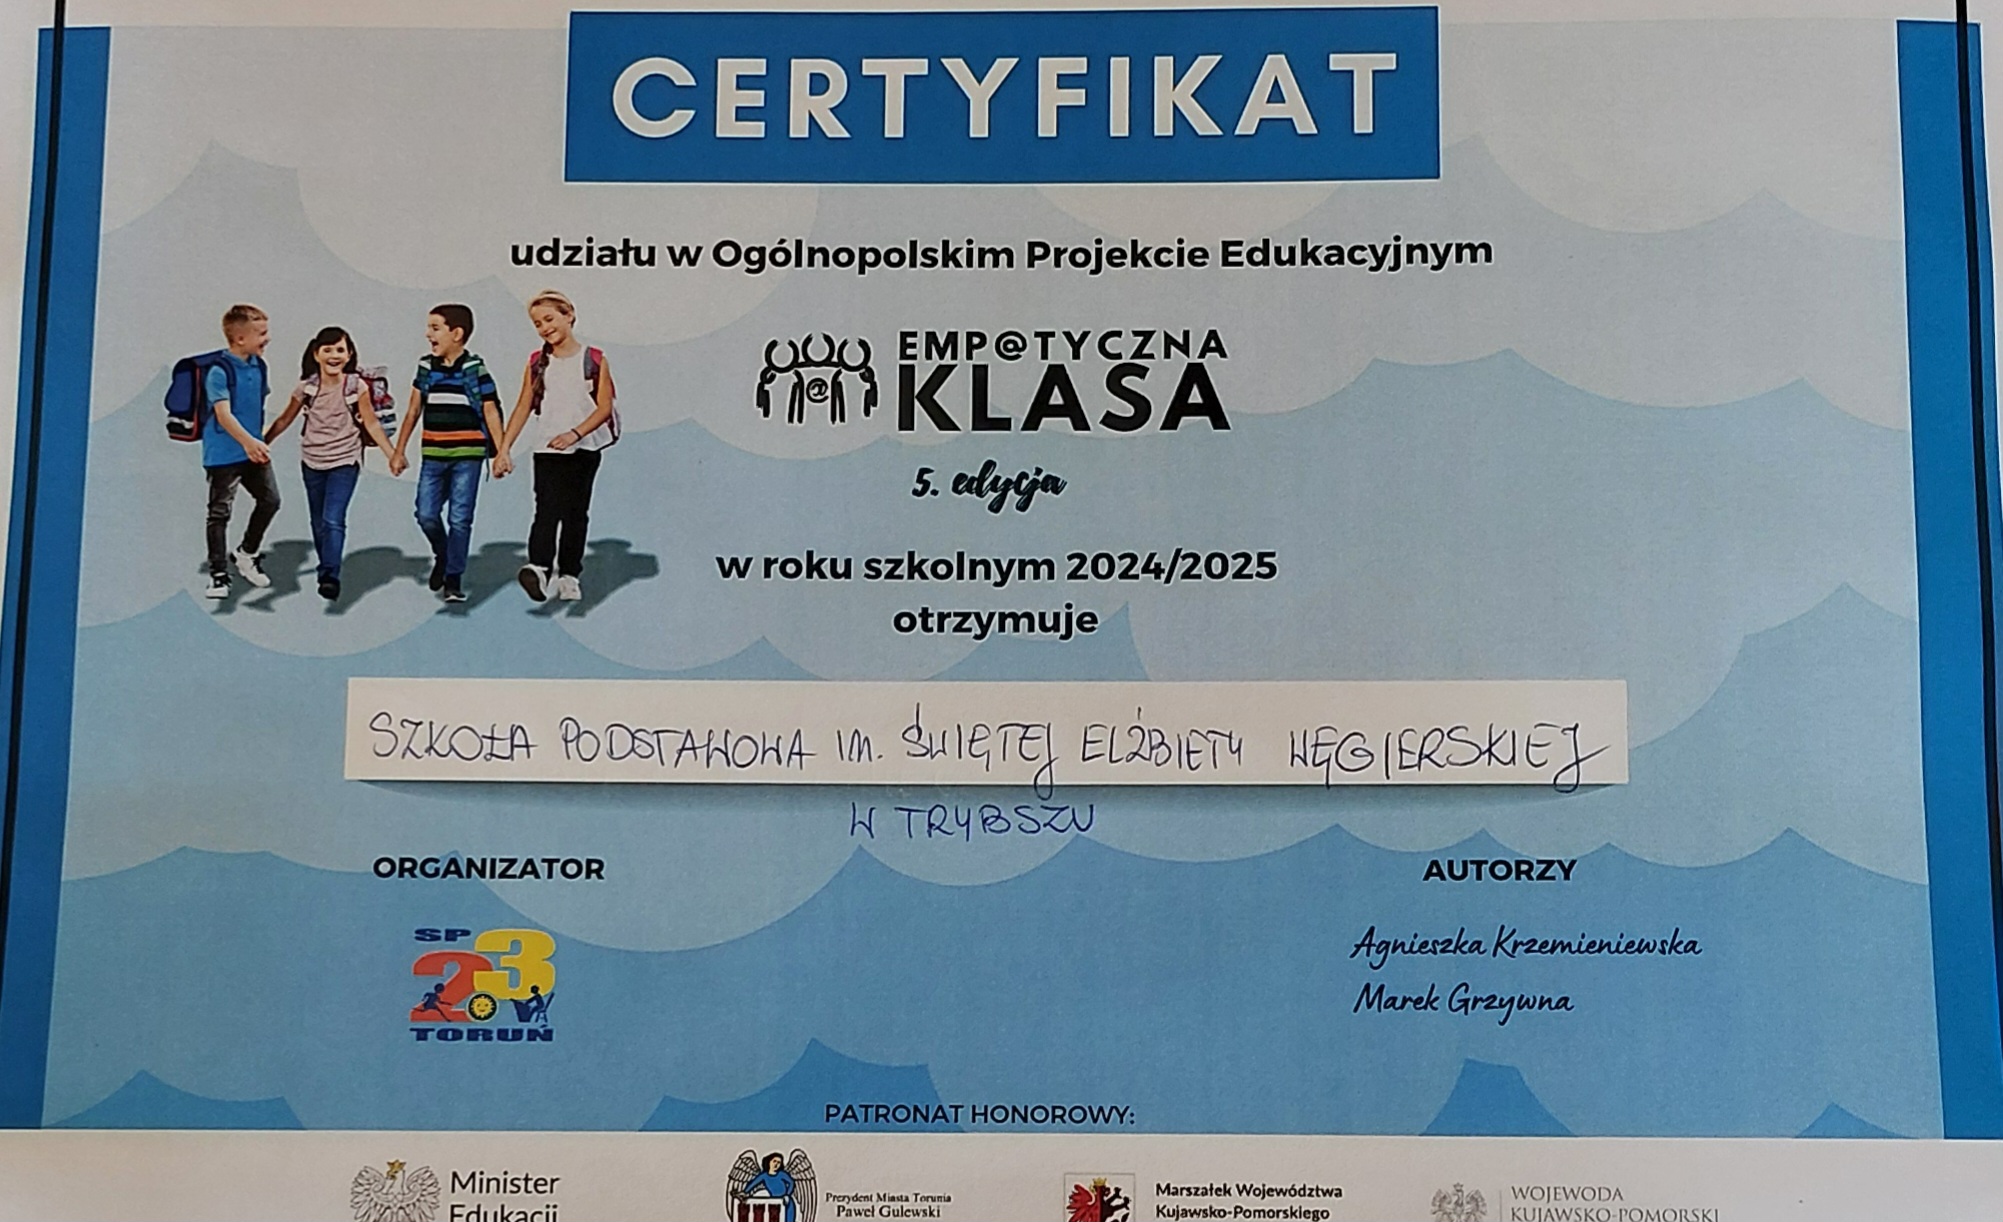 CERTYFIKAT
udziału w Ogólnopolskim Projekcie Edukacyjnym
EMP@TYCZNA
KLASA
5. edycja
w roku szkolnym 2024/2025
otrzymuje
SZKOŁA PODSTAWOWA IM. ŚWIĘTEJ ELŻBIETY WĘGIERSKIEJ
W TRYBSZU
ORGANIZATOR
SP
23
TORUŃ
AUTORZY
Agnieszka Krzemieniewska
Marek Grzywna
PATRONAT HONOROWY:
Minister
Edukacji
Prezydent Miasta Torunia
Paweł Gulewski
Marszałek Województwa
Kujawsko-Pomorskiego
WOJEWODA
KUJAWSKO-POMORSKI